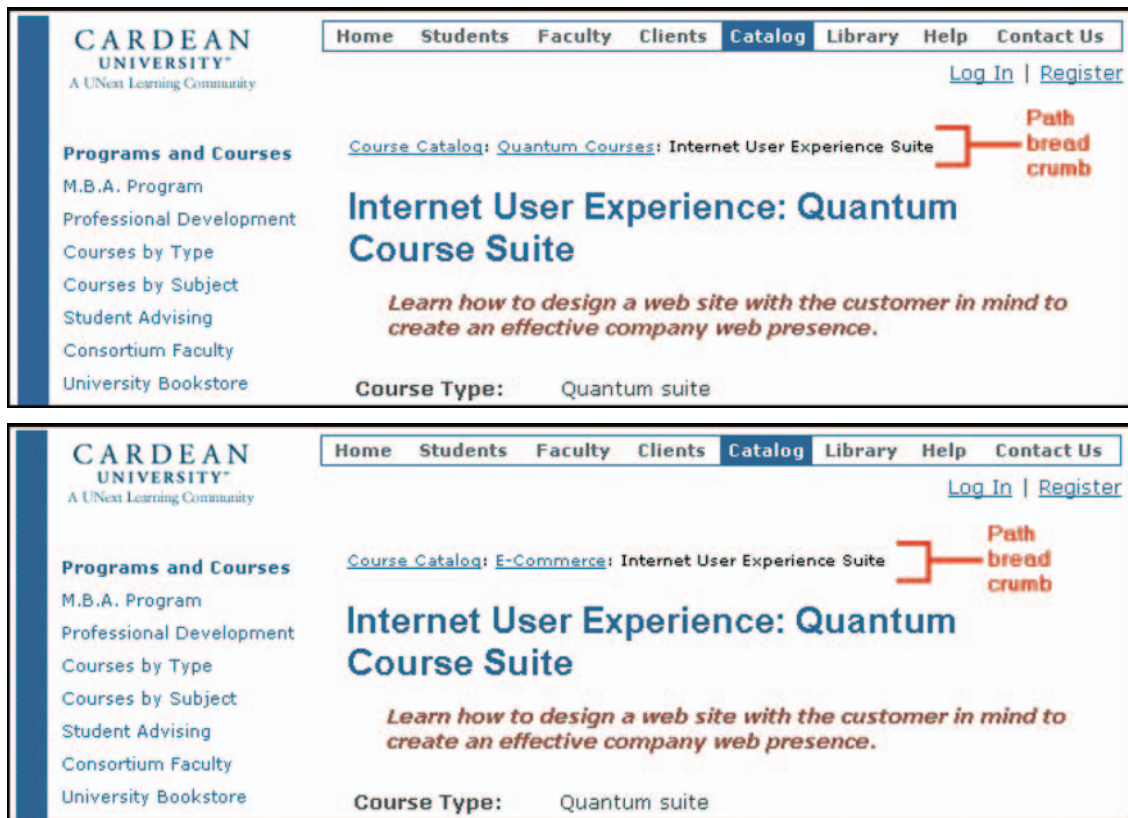 CARDEAN
UNIVERSITY℠
A UNext Learning Community
Home Students Faculty Clients Catalog Library Help Contact Us
Log In | Register
Programs and Courses
M.B.A. Program
Professional Development
Courses by Type
Courses by Subject
Student Advising
Consortium Faculty
University Bookstore
Course Catalog: Quantum Courses: Internet User Experience Suite
Path
bread
crumb
Internet User Experience: Quantum
Course Suite
Learn how to design a web site with the customer in mind to
create an effective company web presence.
Course Type: Quantum suite
CARDEAN
UNIVERSITY℠
A UNext Learning Community
Home Students Faculty Clients Catalog Library Help Contact Us
Log In | Register
Programs and Courses
M.B.A. Program
Professional Development
Courses by Type
Courses by Subject
Student Advising
Consortium Faculty
University Bookstore
Course Catalog: E-Commerce: Internet User Experience Suite
Path
bread
crumb
Internet User Experience: Quantum
Course Suite
Learn how to design a web site with the customer in mind to
create an effective company web presence.
Course Type: Quantum suite